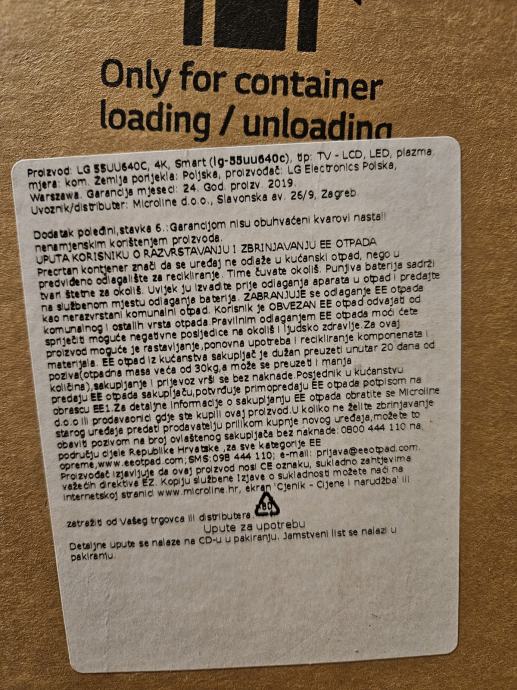 Only for container
loading / unloading
Proizvod: LG 55UU640C, 4K, Smart (lg-55uu640c), tip: TV - LCD, LED, plazma,
mjera: kom. Zemlja porijekla: Poljska, proizvođač: LG Electronics Polska,
Warszawa. Garancija mjeseci: 24. God. proizv. 2019.
Uvoznik/distributer: Microline d.o.o., Slavonska av. 26/9, Zagreb
Dodatak poleđini,stavka 6.:Garancijom nisu obuhvaćeni kvarovi nastali
nenamjenskim korištenjem proizvoda.
UPUTA KORISNIKU O RAZVRSTAVANJU I ZBRINJAVANJU EE OTPADA
Precrtan kontjener znači da se uređaj ne odlaže u kućanski otpad, nego u
predviđeno odlagalište za recikliranje. Time čuvate okoliš. Punjiva baterija sadrži
tvari štetne za okoliš. Uvijek ju izvadite prije odlaganja aparata u otpad i predajte
na službenom mjestu odlaganja baterija. ZABRANJUJE se odlaganje EE otpada
kao nerazvrstani komunalni otpad. Korisnik je OBVEZAN EE otpad odvajati od
komunalnog i ostalih vrsta otpada.Pravilnim odlaganjem EE otpada moći ćete
spriječiti moguće negativne posljedice na okoliš i ljudsko zdravlje.Za ovaj
proizvod moguće je rastavljanje,ponovna upotreba i recikliranje komponenata i
materijala. EE otpad iz kućanstva sakupljač je dužan preuzeti unutar 20 dana od
poziva(otpadna masa veća od 30kg,a može se preuzeti i manja
količina),sakupljanje i prijevoz vrši se bez naknade.Posjednik u kućanstvu
predaju EE otpada sakupljaču,potvrđuje primopredaju EE otpada potpisom na
obrascu EE1.Za detaljne informacije o sakupljanju EE otpada obratite se Microline
d.o.o ili prodavaonici gdje ste kupili ovaj proizvod.U koliko ne želite zbrinjavanje
starog uređaja predati prodavatelju prilikom kupnje novog uređaja,možete to
obaviti pozivom na broj ovlaštenog sakupljača bez naknade: 0800 444 110 na
području cijele Republike Hrvatske ,za sve kategorije EE
opreme,www.eeotpad.com,SMS:098 444 110; e-mail: prijava@eeotpad.com.
Proizvođač izjavljuje da ovaj proizvod nosi CE oznaku, sukladno zahtjevima
važećih direktiva EZ. Kopiju službene izjave o sukladnosti možete naći na
internetskoj stranici www.microline.hr, ekran 'Cjenik - Cijene i narudžba' ili
zatražiti od Vašeg trgovca ili distributera.
Upute za upotrebu
Detaljne upute se nalaze na CD-u u pakiranju. Jamstveni list se nalazi u
pakiranju.